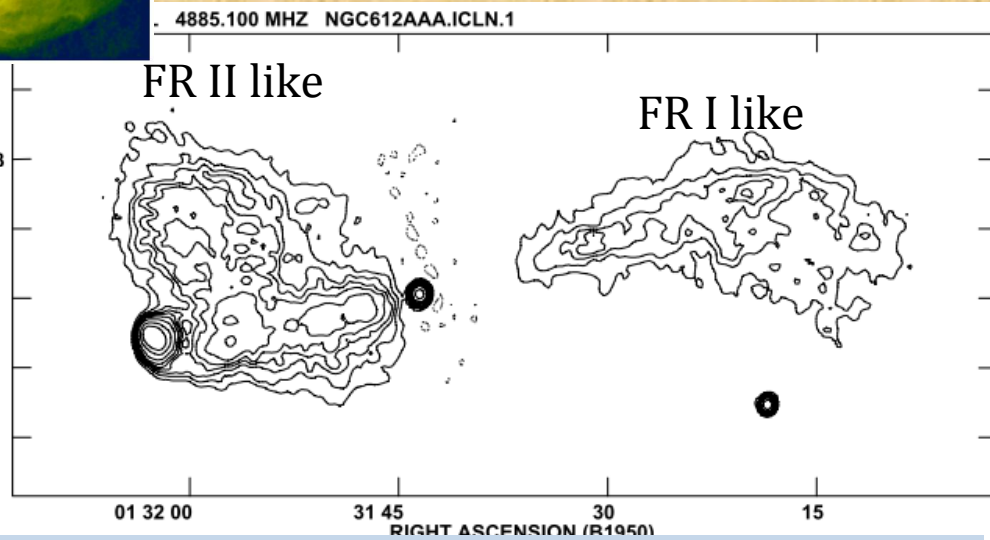 4885.100 MHZ NGC612AAA.ICLN.1
FR II like
FR I like
01 32 00
31 45
30
15
RIGHT ASCENSION (B1950)